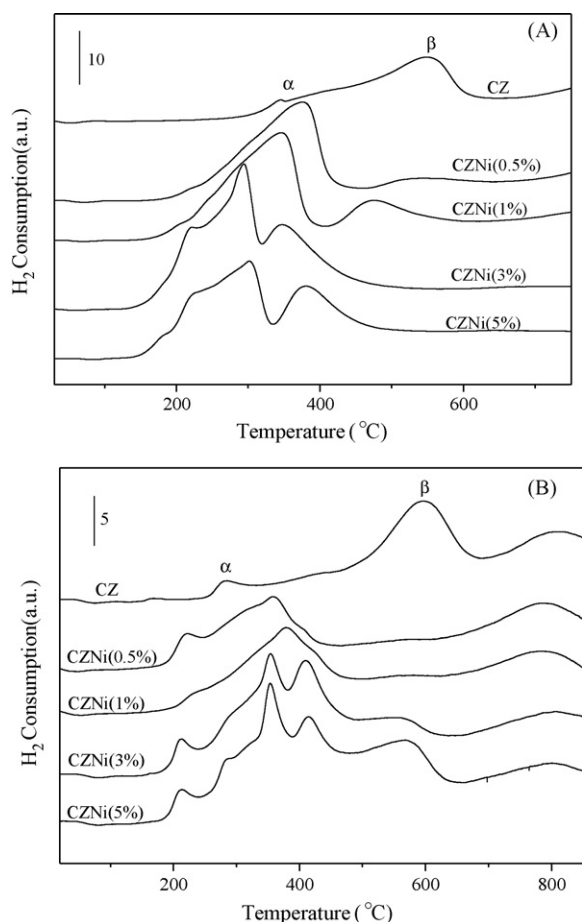 (A)
10
β
α
CZ
CZNi(0.5%)
CZNi(1%)
CZNi(3%)
CZNi(5%)
H2 Consumption(a.u.)
200 400 600
Temperature (℃)
(B)
5
β
α
CZ
CZNi(0.5%)
CZNi(1%)
CZNi(3%)
CZNi(5%)
H2 Consumption(a.u.)
200 400 600 800
Temperature (℃)